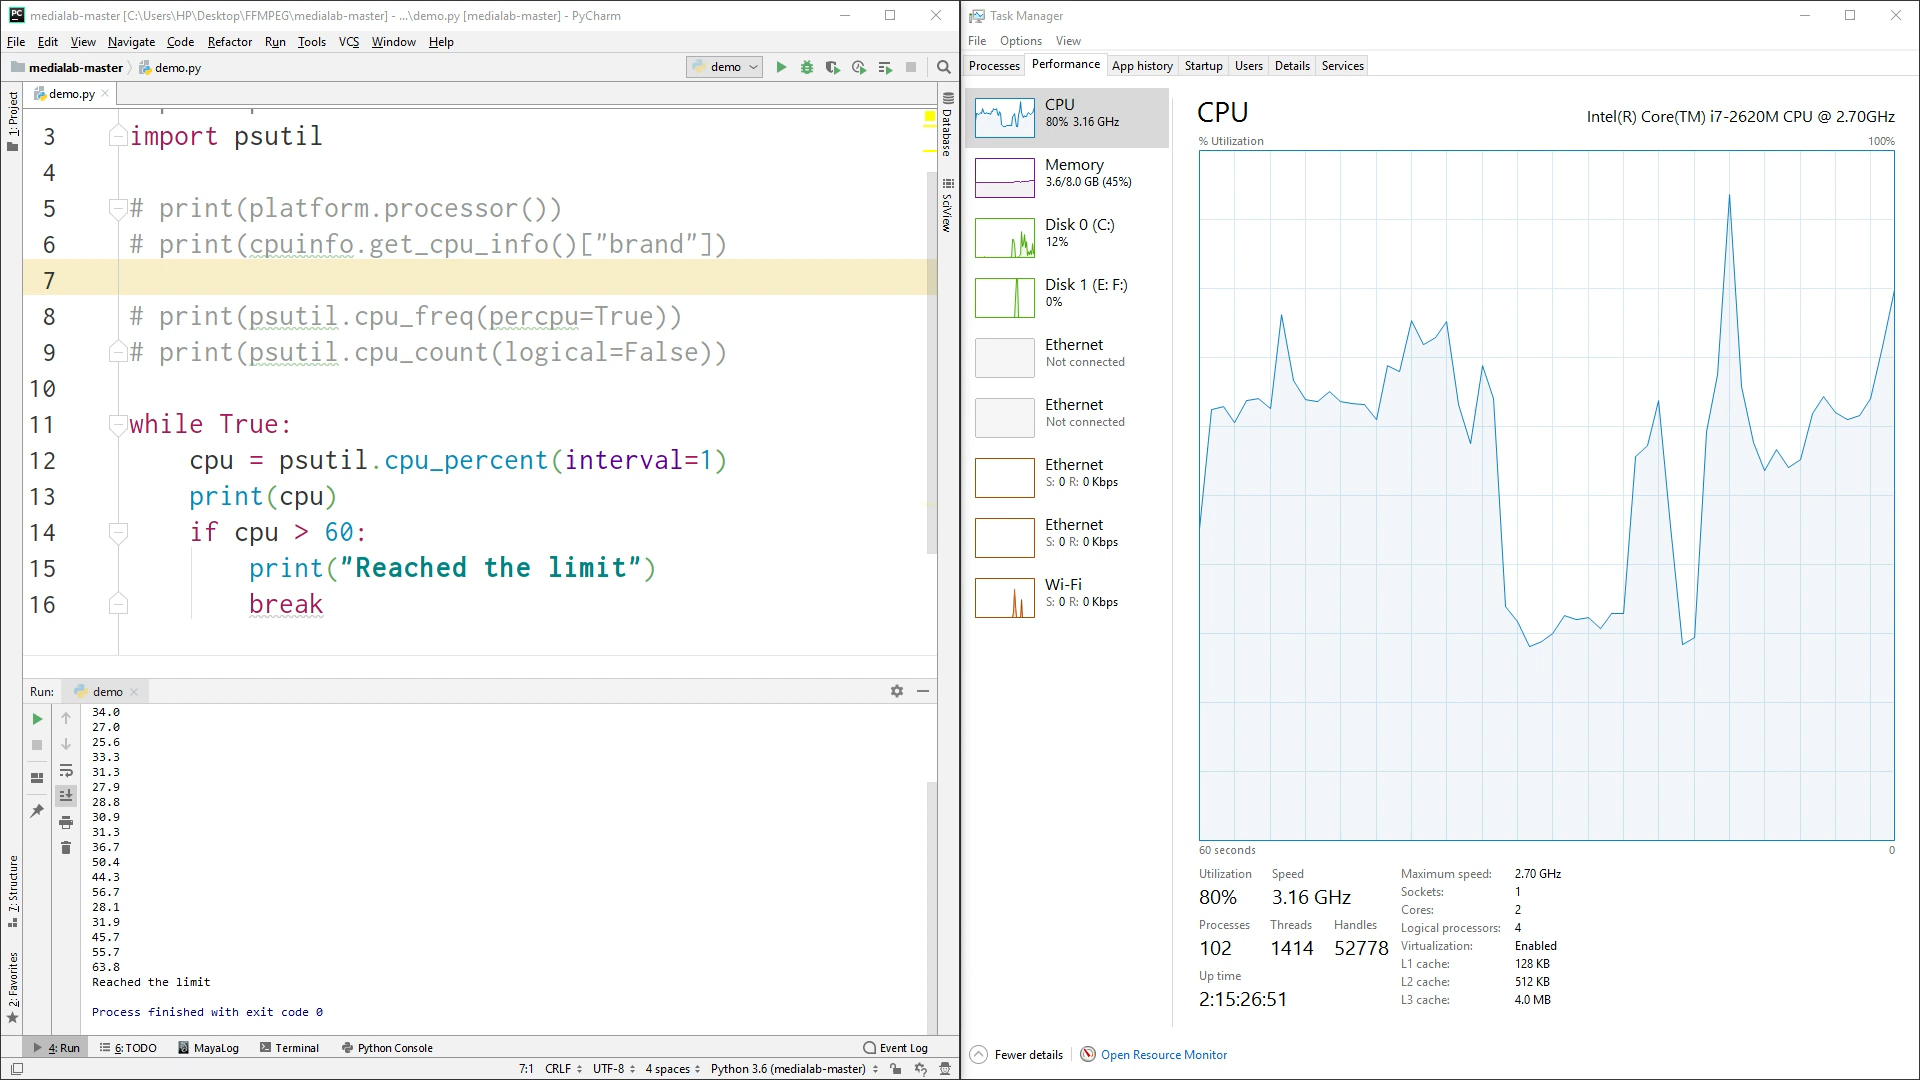 medialab-master [C:\Users\HP\Desktop\FFMPEG\medialab-master] - ...\demo.py [medialab-master] - PyCharm
File Edit View Navigate Code Refactor Run Tools VCS Window Help
medialab-master demo.py
demo
demo.py
1: Project
Database
SciView
3 import psutil
4
5 # print(platform.processor())
6 # print(cpuinfo.get_cpu_info()["brand"])
7
8 # print(psutil.cpu_freq(percpu=True))
9 # print(psutil.cpu_count(logical=False))
10
11 while True:
12 cpu = psutil.cpu_percent(interval=1)
13 print(cpu)
14 if cpu > 60:
15 print("Reached the limit")
16 break
Run: demo
34.0
27.0
25.6
33.3
31.3
27.9
28.8
30.9
31.3
36.7
50.4
44.3
56.7
28.1
31.9
45.7
55.7
63.8
Reached the limit
Process finished with exit code 0
7: Structure
2: Favorites
4: Run 6: TODO MayaLog Terminal Python Console Event Log
7:1 CRLF UTF-8 4 spaces Python 3.6 (medialab-master)
Task Manager
File Options View
Processes Performance App history Startup Users Details Services
CPU
80% 3.16 GHz
Memory
3.6/8.0 GB (45%)
Disk 0 (C:)
12%
Disk 1 (E: F:)
0%
Ethernet
Not connected
Ethernet
Not connected
Ethernet
S: 0 R: 0 Kbps
Ethernet
S: 0 R: 0 Kbps
Wi-Fi
S: 0 R: 0 Kbps
CPU Intel(R) Core(TM) i7-2620M CPU @ 2.70GHz
% Utilization 100%
60 seconds 0
Utilization Speed
80% 3.16 GHz
Processes Threads Handles
102 1414 52778
Up time
2:15:26:51
Maximum speed: 2.70 GHz
Sockets: 1
Cores: 2
Logical processors: 4
Virtualization: Enabled
L1 cache: 128 KB
L2 cache: 512 KB
L3 cache: 4.0 MB
Fewer details Open Resource Monitor